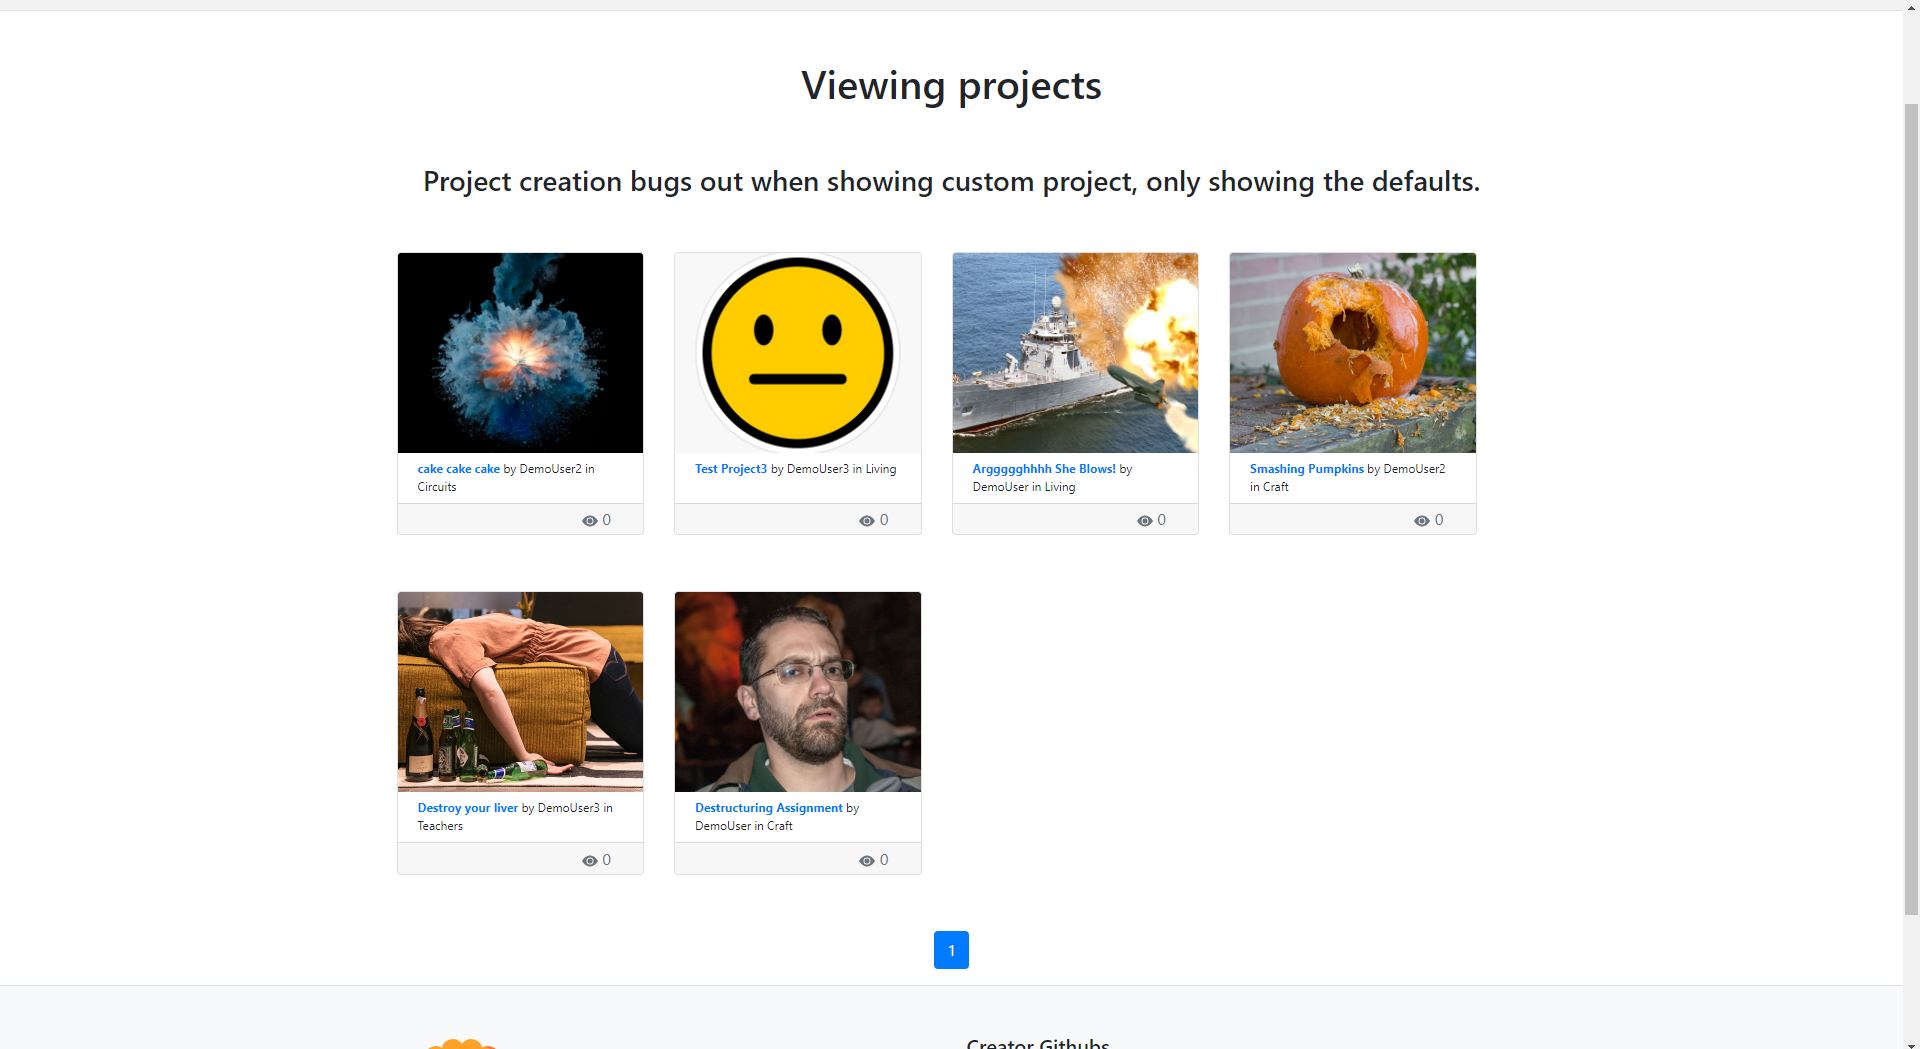 Viewing projects
Project creation bugs out when showing custom project, only showing the defaults.
cake cake cake by DemoUser2 in
Circuits
0
Test Project3 by DemoUser3 in Living
0
Arggggghhhh She Blows! by
DemoUser in Living
0
Smashing Pumpkins by DemoUser2
in Craft
0
Destroy your liver by DemoUser3 in
Teachers
0
Destructuring Assignment by
DemoUser in Craft
0
1
Creator Githubs